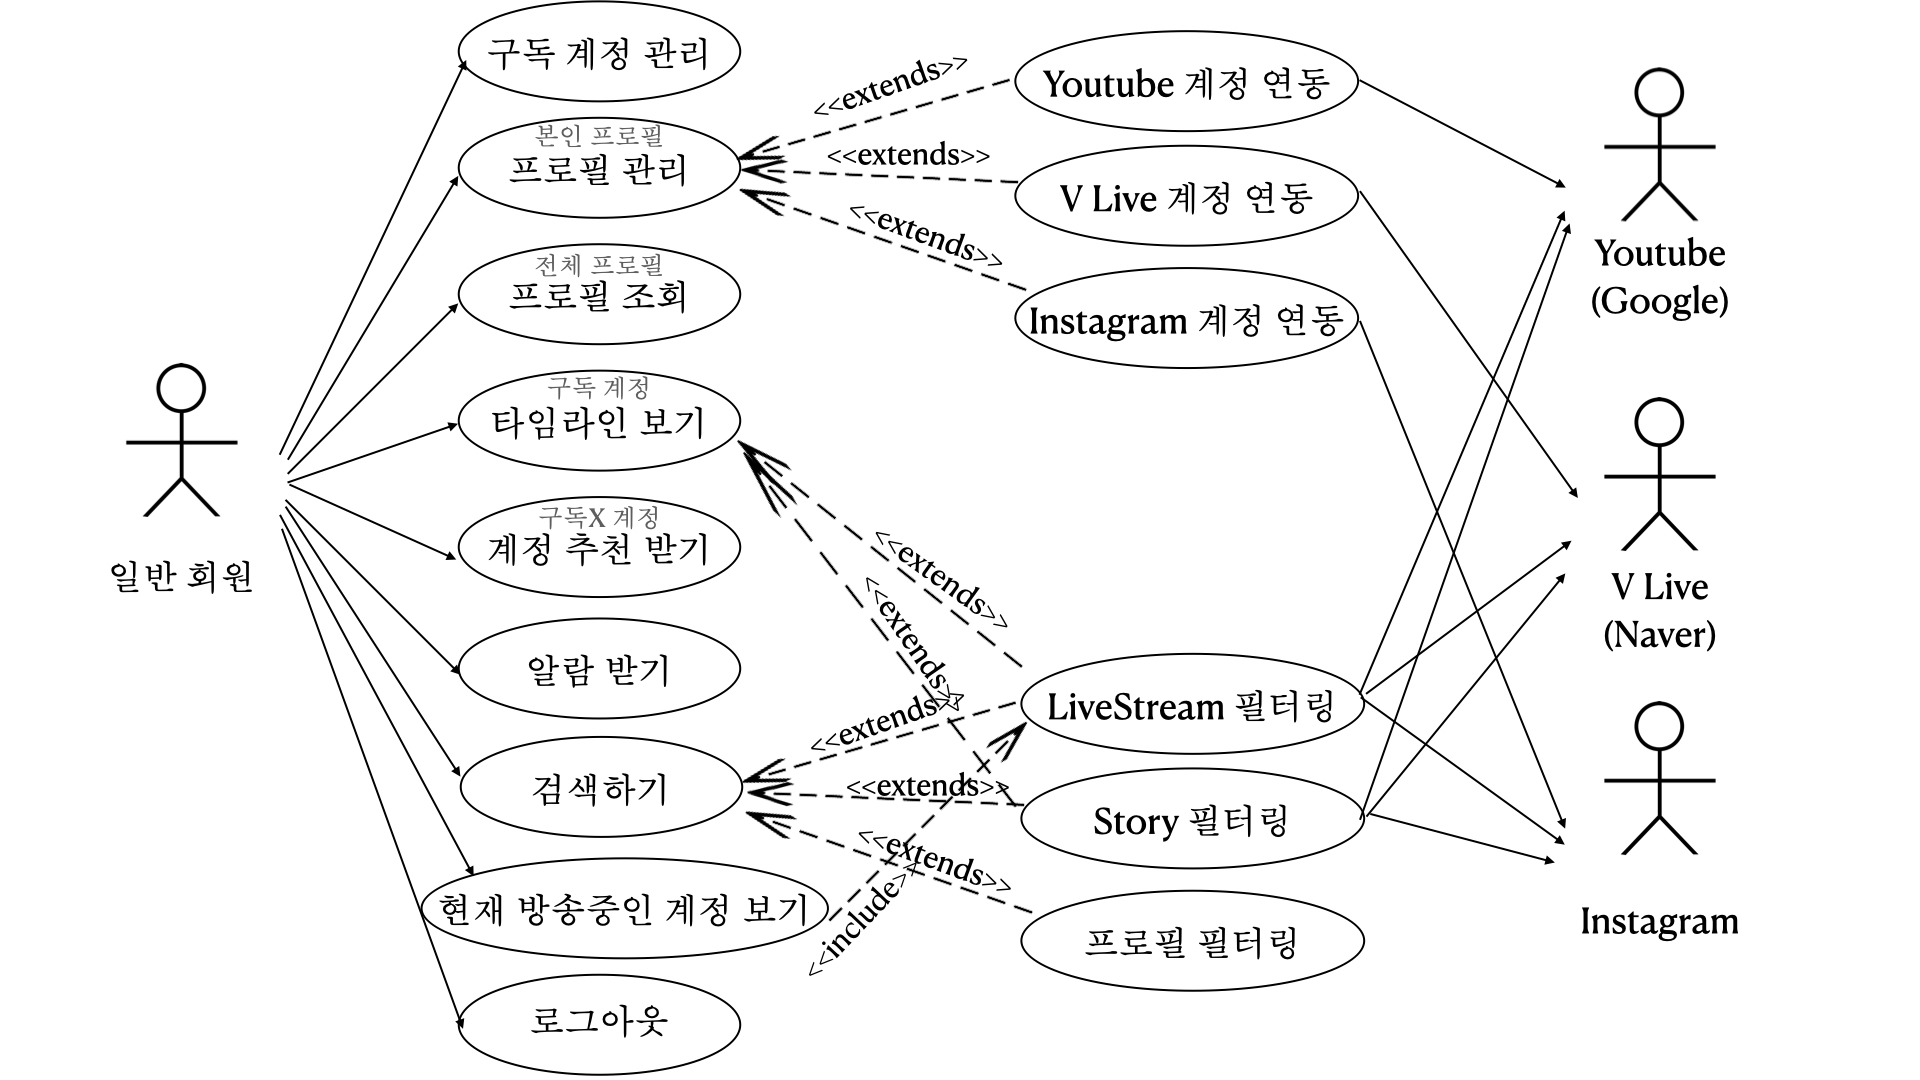 구독 계정 관리
본인 프로필
프로필 관리
전체 프로필
프로필 조회
구독 계정
타임라인 보기
구독X 계정
계정 추천 받기
알람 받기
검색하기
현재 방송중인 계정 보기
로그아웃
일반 회원
<<extends>>
<<extends>>
<<extends>>
<<extends>>
<<extends>>
<<extends>>
<<extends>>
<<extends>>
<<include>>
Youtube 계정 연동
V Live 계정 연동
Instagram 계정 연동
LiveStream 필터링
Story 필터링
프로필 필터링
Youtube
(Google)
V Live
(Naver)
Instagram